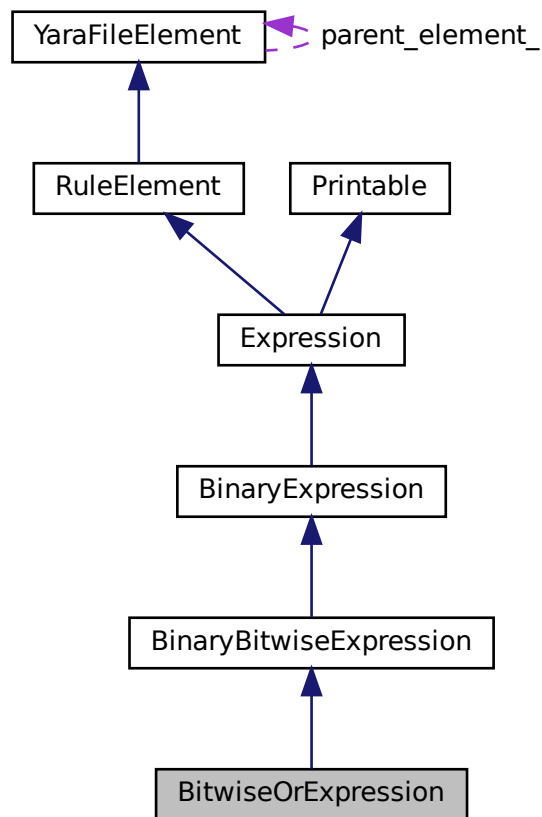 YaraFileElement
parent_element_
RuleElement
Printable
Expression
BinaryExpression
BinaryBitwiseExpression
BitwiseOrExpression